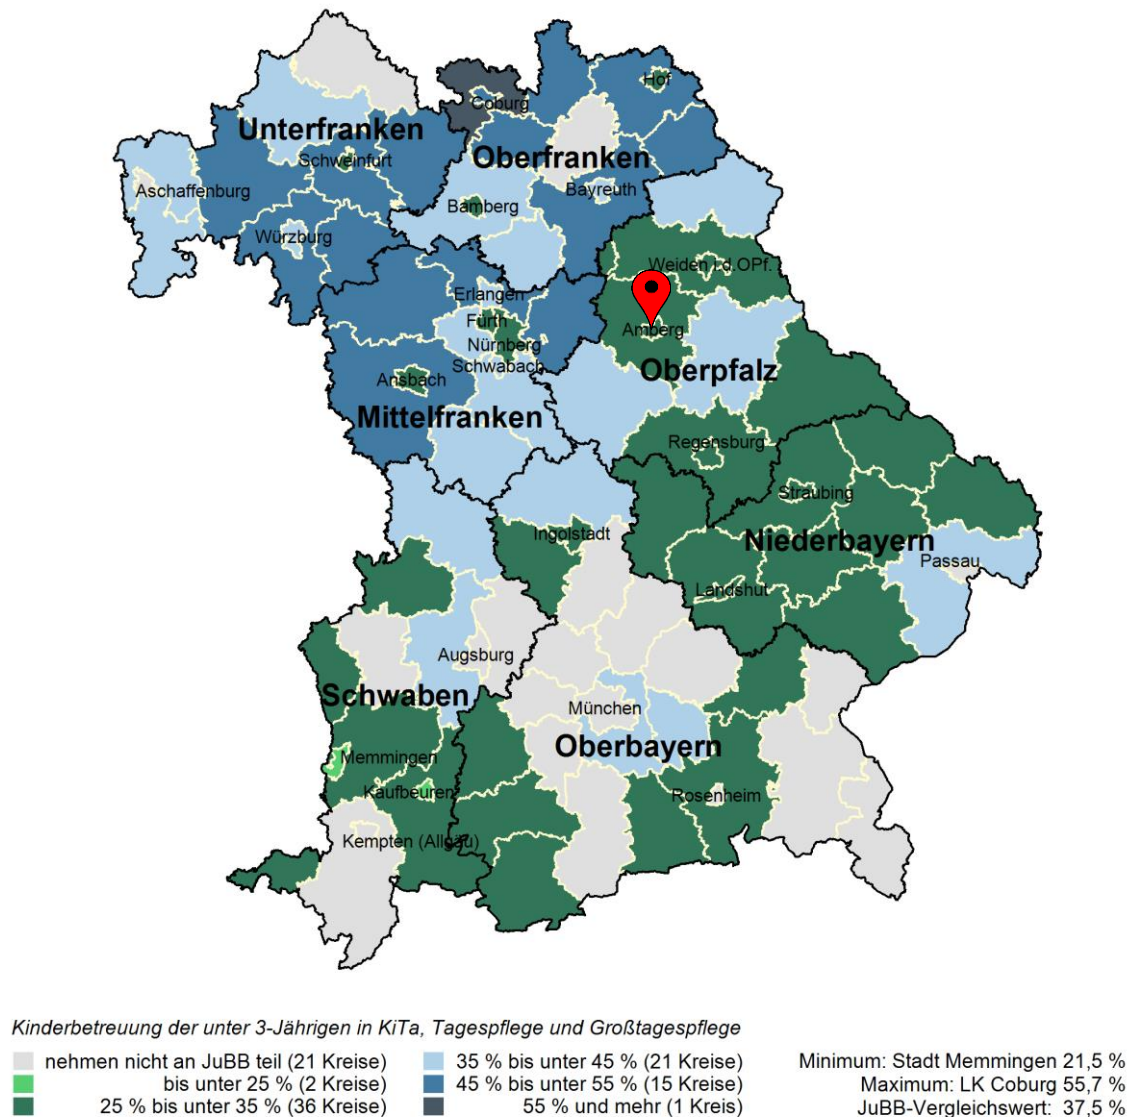 Hof
Coburg
Unterfranken
Schweinfurt
Oberfranken
Aschaffenburg
Bayreuth
Bamberg
Würzburg
Weiden i.d.OPf.
Erlangen
Fürth
Amberg
Nürnberg
Schwabach
Oberpfalz
Ansbach
Mittelfranken
Regensburg
Straubing
Ingolstadt
Niederbayern
Passau
Landshut
Augsburg
Schwaben
München
Oberbayern
Memmingen
Kaufbeuren
Rosenheim
Kempten (Allgäu)
Kinderbetreuung der unter 3-Jährigen in KiTa, Tagespflege und Großtagespflege
nehmen nicht an JuBB teil (21 Kreise)
bis unter 25 % (2 Kreise)
25 % bis unter 35 % (36 Kreise)
35 % bis unter 45 % (21 Kreise)
45 % bis unter 55 % (15 Kreise)
55 % und mehr (1 Kreis)
Minimum: Stadt Memmingen 21,5 %
Maximum: LK Coburg 55,7 %
JuBB-Vergleichswert: 37,5 %